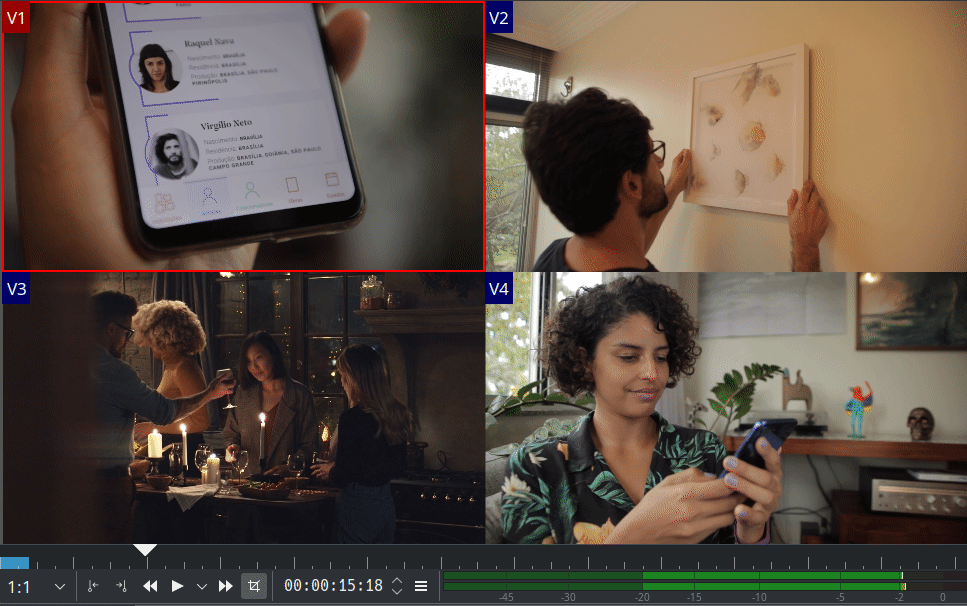 V1
Raquel Nava
Nascimento: BRASÍLIA
Residência: BRASÍLIA
Produção: BRASÍLIA, SÃO PAULO
PIRINÓPOLIS
Virgílio Neto
Nascimento: BRASÍLIA
Residência: BRASÍLIA
Produção: BRASÍLIA, GOIÂNIA, SÃO PAULO
CAMPO GRANDE
V2
V3
V4
1:1
00:00:15:18
-45 -30 -20 -15 -10 -5 -2 0